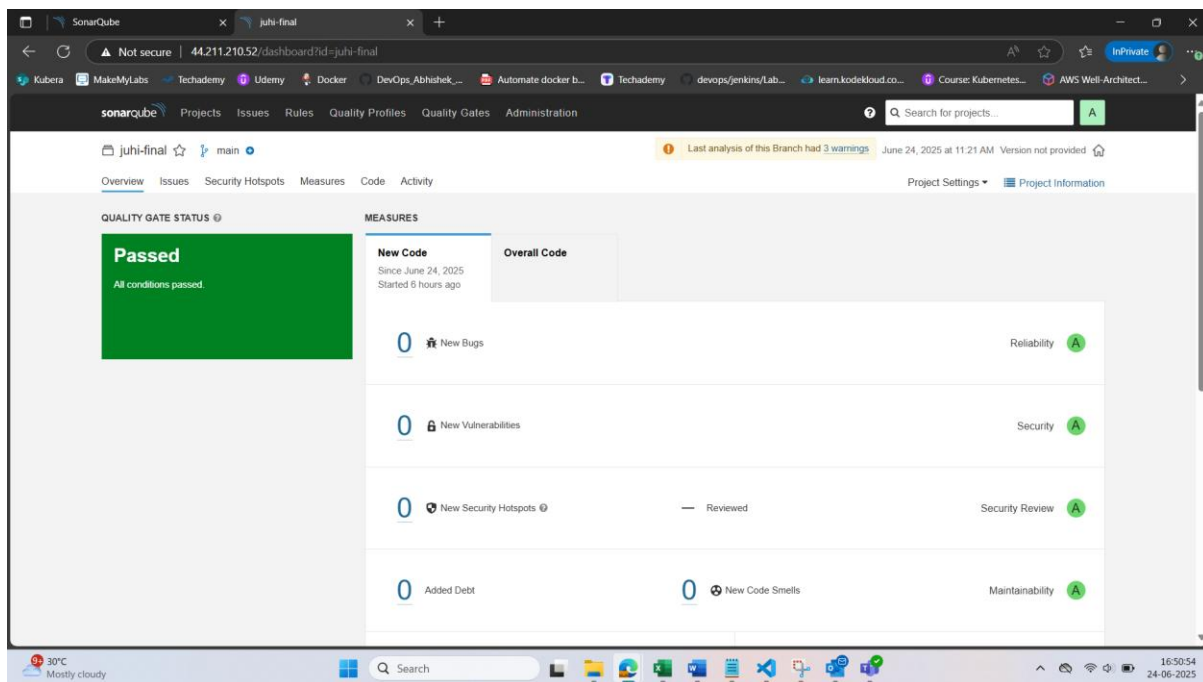 SonarQube
juhi-final
Not secure | 44.211.210.52/dashboard?id=juhi-final
InPrivate
Kubera MakeMyLabs Techademy Udemy Docker DevOps_Abhishek_... Automate docker b... Techademy devops/jenkins/Lab... learn.kodekloud.co... Course: Kubernetes... AWS Well-Architect...
sonarqube Projects Issues Rules Quality Profiles Quality Gates Administration Search for projects... A
juhi-final main Last analysis of this Branch had 3 warnings June 24, 2025 at 11:21 AM Version not provided
Overview Issues Security Hotspots Measures Code Activity Project Settings Project Information
QUALITY GATE STATUS
MEASURES
Passed
All conditions passed.
New Code
Since June 24, 2025
Started 6 hours ago
Overall Code
0 New Bugs Reliability A
0 New Vulnerabilities Security A
0 New Security Hotspots — Reviewed Security Review A
0 Added Debt 0 New Code Smells Maintainability A
9+ 30°C
Mostly cloudy
Search
16:50:54
24-06-2025